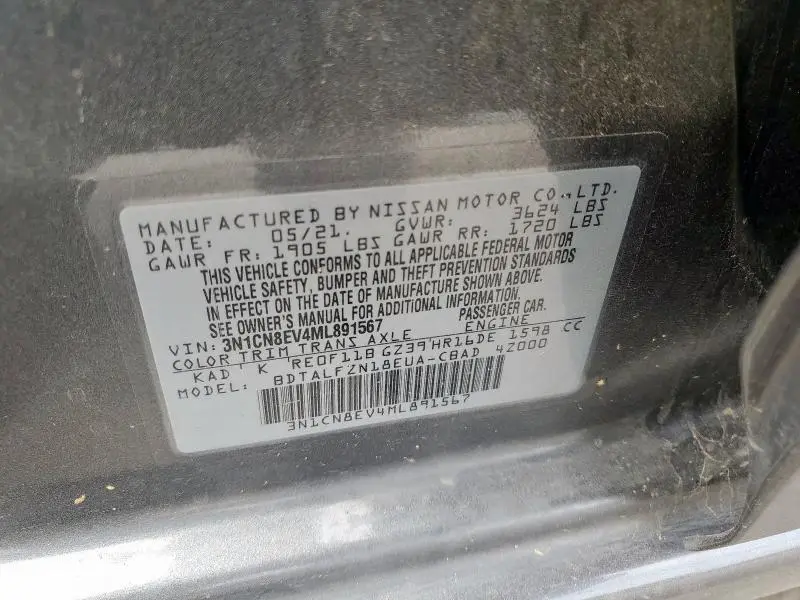 MANUFACTURED BY NISSAN MOTOR CO.,LTD.
DATE: 05/21. GVWR: 3624 LBS
GAWR FR: 1905 LBS GAWR RR: 1720 LBS
THIS VEHICLE CONFORMS TO ALL APPLICABLE FEDERAL MOTOR
VEHICLE SAFETY, BUMPER AND THEFT PREVENTION STANDARDS
IN EFFECT ON THE DATE OF MANUFACTURE SHOWN ABOVE.
SEE OWNER'S MANUAL FOR ADDITIONAL INFORMATION.
VIN: 3N1CN8EV4ML891567 PASSENGER CAR.
COLOR TRIM TRANS AXLE ENGINE
KAD K RE0F11B GZ39 HR16DE 1598 CC
MODEL: BDTALFZN18EUA-CBAD 4Z000
3N1CN8EV4ML891567